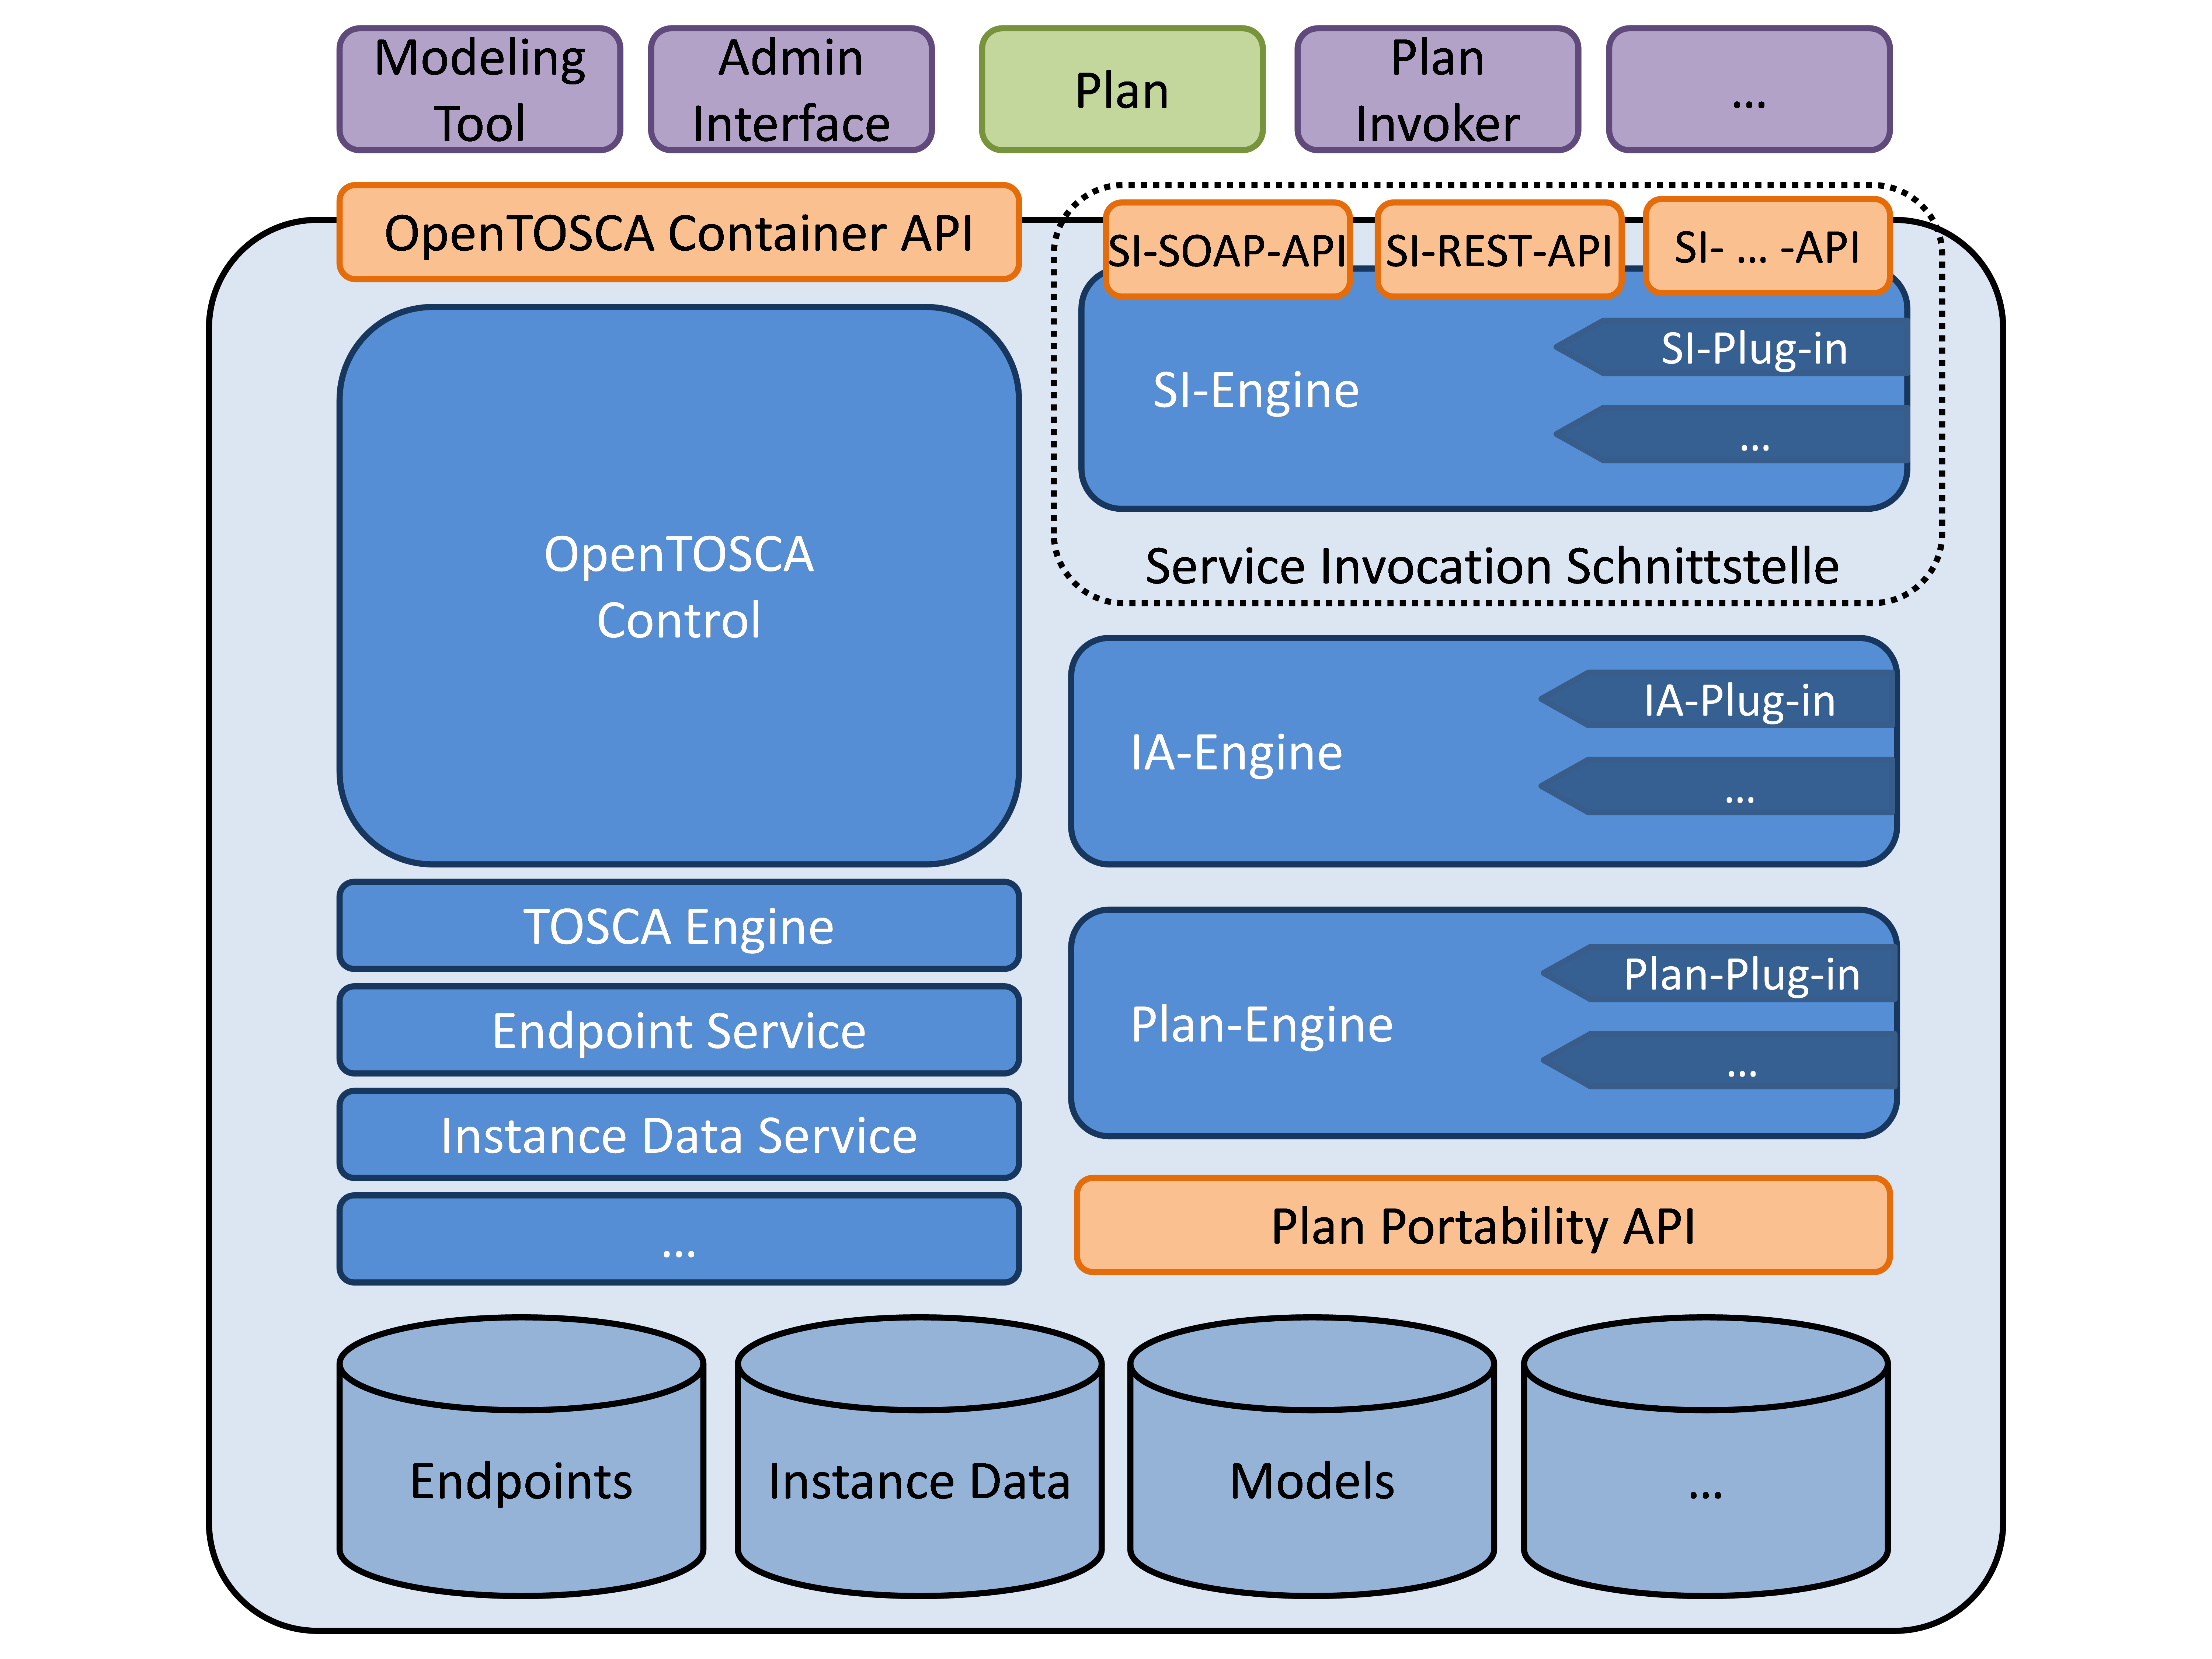 Modeling
Tool
Admin
Interface
Plan
Plan
Invoker
...
OpenTOSCA Container API
SI-SOAP-API
SI-REST-API
SI- ... -API
SI-Engine
SI-Plug-in
...
Service Invocation Schnittstelle
OpenTOSCA
Control
IA-Engine
IA-Plug-in
...
TOSCA Engine
Endpoint Service
Instance Data Service
...
Plan-Engine
Plan-Plug-in
...
Plan Portability API
Endpoints
Instance Data
Models
...